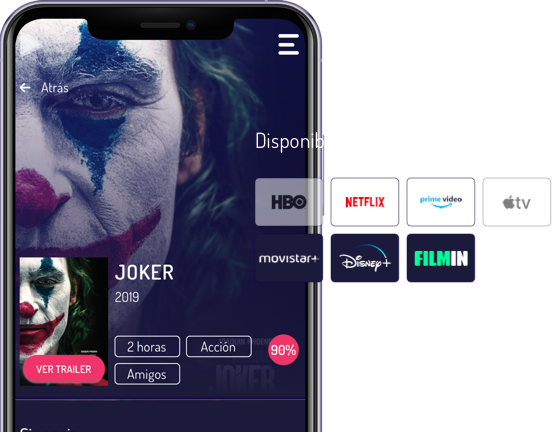 Atrás
Disponib
HBO
NETFLIX
prime video
tv
movistar+
Disney+
FILMIN
JOKER
2019
2 horas
Acción
90%
VER TRAILER
Amigos
JOKER